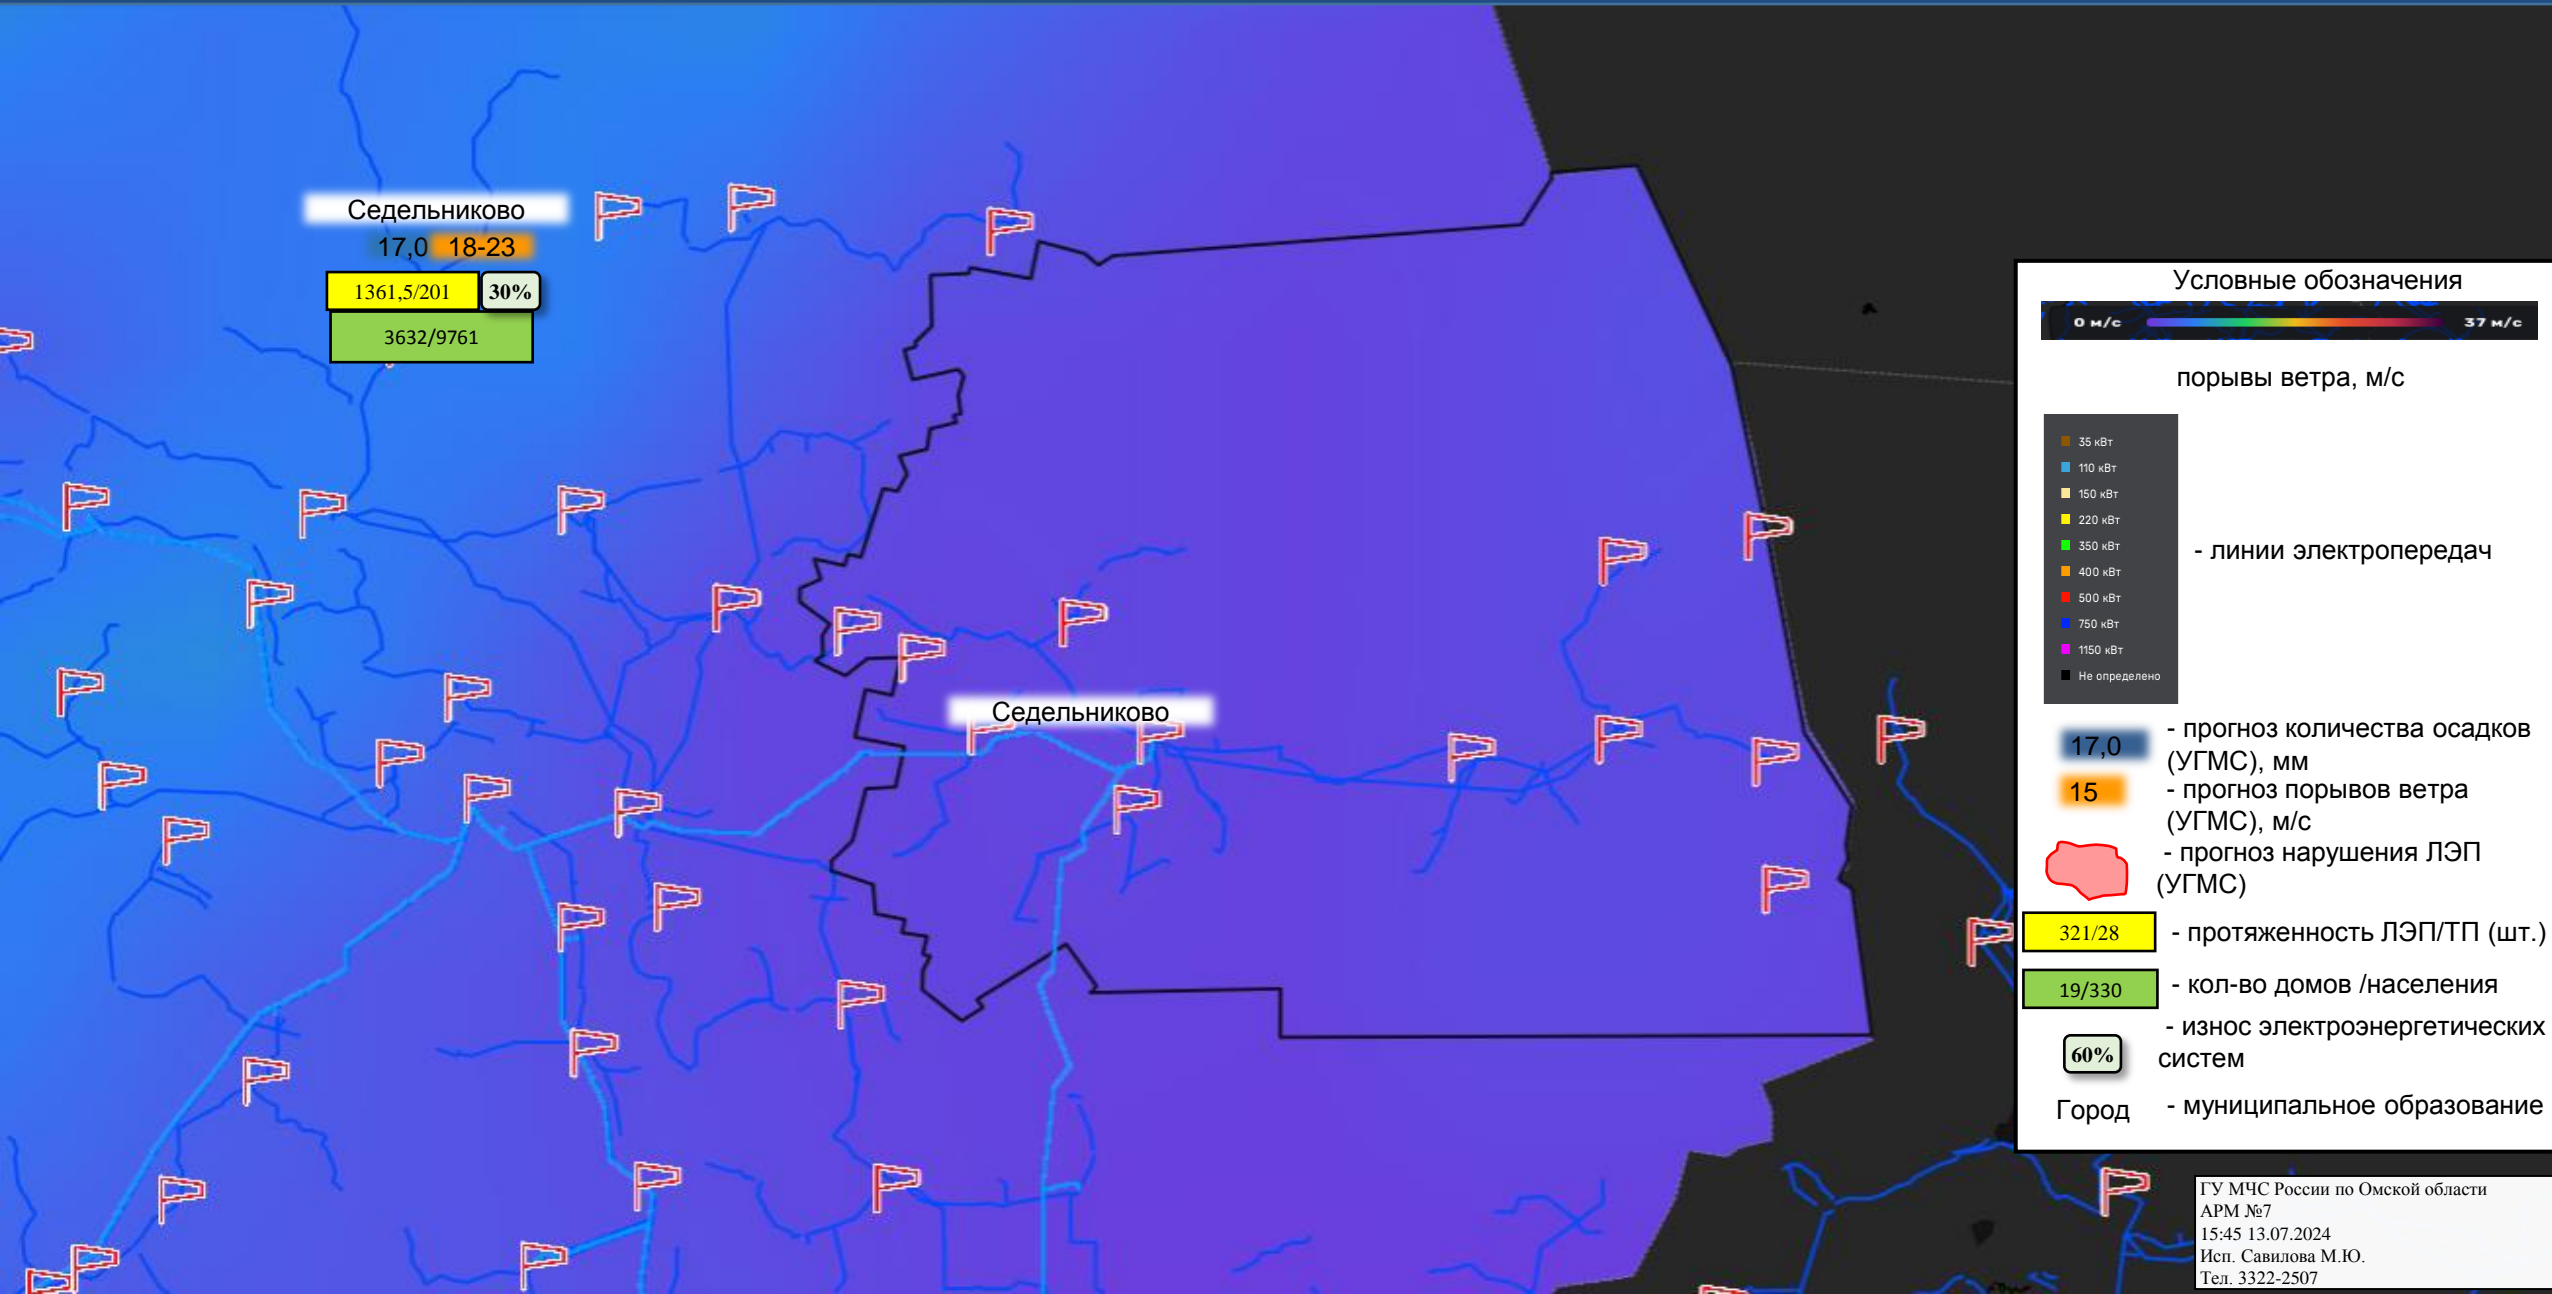 Седельниково
17,0 18-23
1361,5/201 30%
3632/9761
Седельниково
Условные обозначения
0 м/с 37 м/с
порывы ветра, м/с
35 кВт
110 кВт
150 кВт
220 кВт
350 кВт
400 кВт
500 кВт
750 кВт
1150 кВт
Не определено
- линии электропередач
17,0 - прогноз количества осадков
(УГМС), мм
15 - прогноз порывов ветра
(УГМС), м/с
- прогноз нарушения ЛЭП
(УГМС)
321/28 - протяженность ЛЭП/ТП (шт.)
19/330 - кол-во домов /населения
- износ электроэнергетических
60% систем
Город - муниципальное образование
ГУ МЧС России по Омской области
АРМ №7
15:45 13.07.2024
Исп. Савилова М.Ю.
Тел. 3322-2507